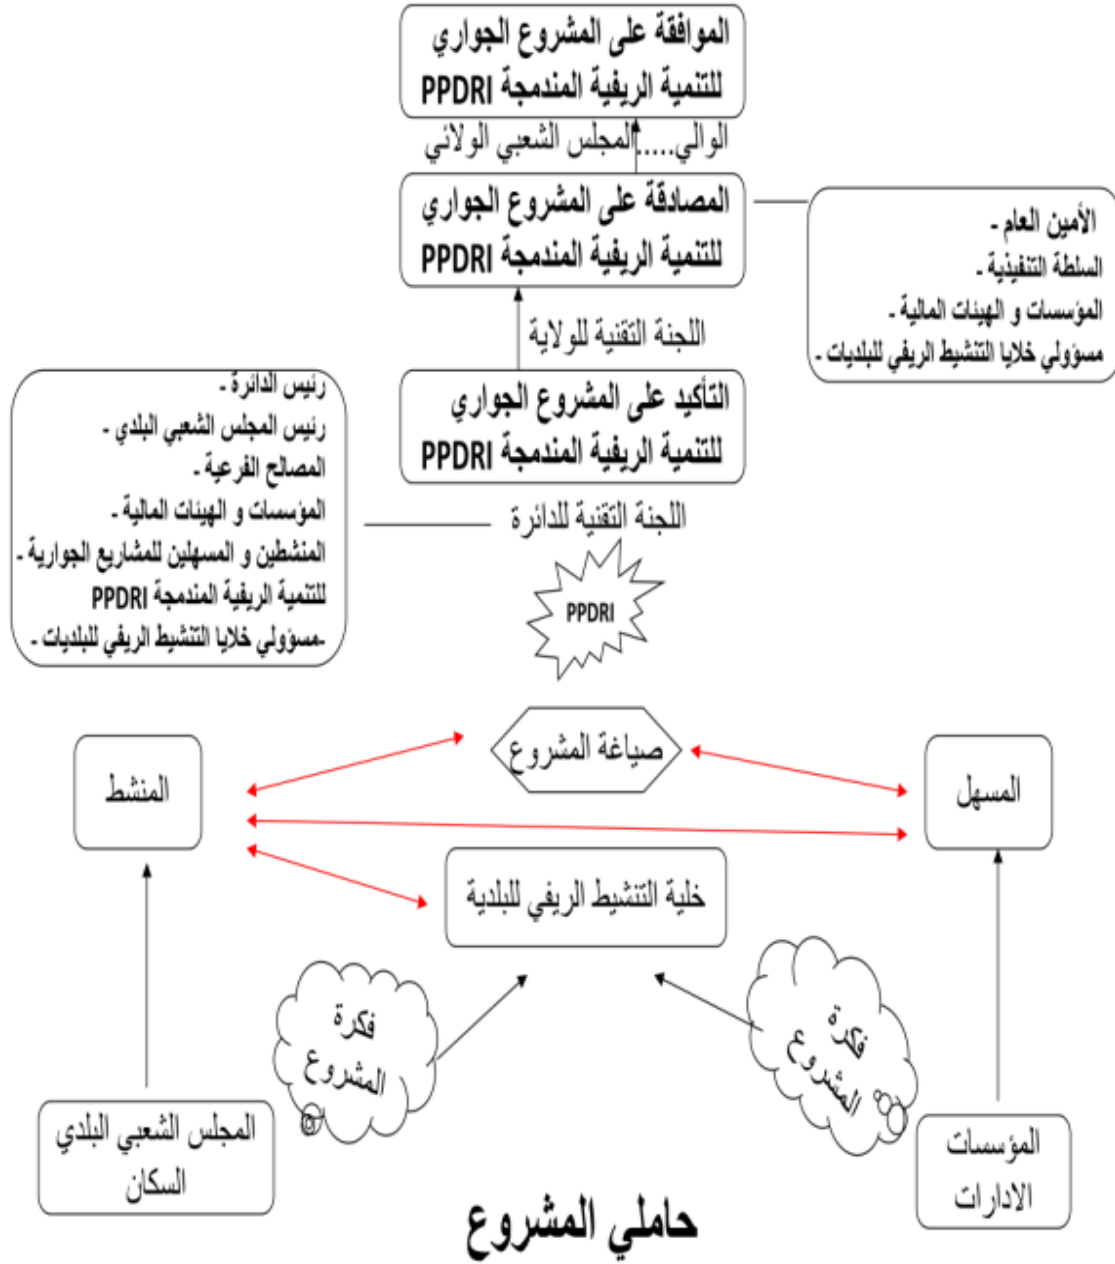 الموافقة على المشروع الجواري
للتنمية الريفية المندمجة PPDRI
الوالي.....المجلس الشعبي الولائي
المصادقة على المشروع الجواري
للتنمية الريفية المندمجة PPDRI
الأمين العام -
السلطة التنفيذية -
المؤسسات و الهيئات المالية -
مسؤولي خلايا التنشيط الريفي للبلديات -
اللجنة التقنية للولاية
التأكيد على المشروع الجواري
للتنمية الريفية المندمجة PPDRI
رئيس الدائرة -
رئيس المجلس الشعبي البلدي -
المصالح الفرعية -
المؤسسات و الهيئات المالية -
المنشطين و المسهلين للمشاريع الجوارية -
للتنمية الريفية المندمجة PPDRI
-مسؤولي خلايا التنشيط الريفي للبلديات -
اللجنة التقنية للدائرة
PPDRI
صياغة المشروع
المسهل
المنشط
خلية التنشيط الريفي للبلدية
فكرة
المشروع
فكرة
المشروع
المؤسسات
الادارات
المجلس الشعبي البلدي
السكان
حاملي المشروع